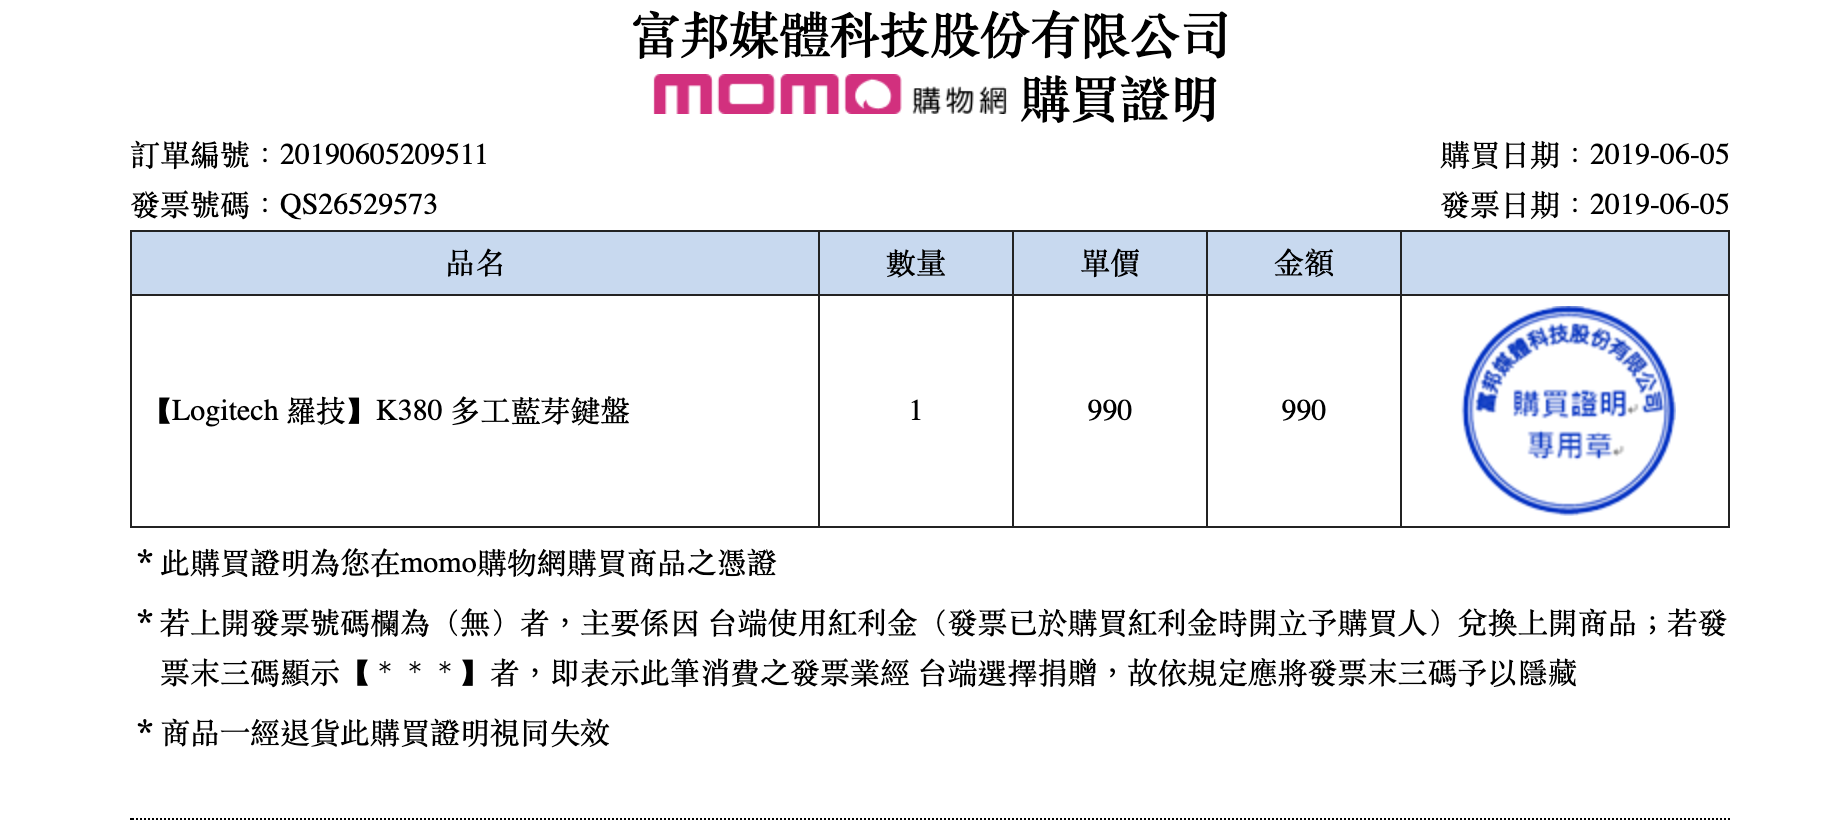 富邦媒體科技股份有限公司
momo 購物網 購買證明
訂單編號：20190605209511
購買日期：2019-06-05
發票號碼：QS26529573
發票日期：2019-06-05
品名 數量 單價 金額
【Logitech 羅技】K380 多工藍芽鍵盤 1 990 990
富邦媒體科技股份有限公司
購買證明
專用章
* 此購買證明為您在momo購物網購買商品之憑證
* 若上開發票號碼欄為（無）者，主要係因 台端使用紅利金（發票已於購買紅利金時開立予購買人）兌換上開商品；若發
票末三碼顯示【＊＊＊】者，即表示此筆消費之發票業經 台端選擇捐贈，故依規定應將發票末三碼予以隱藏
* 商品一經退貨此購買證明視同失效